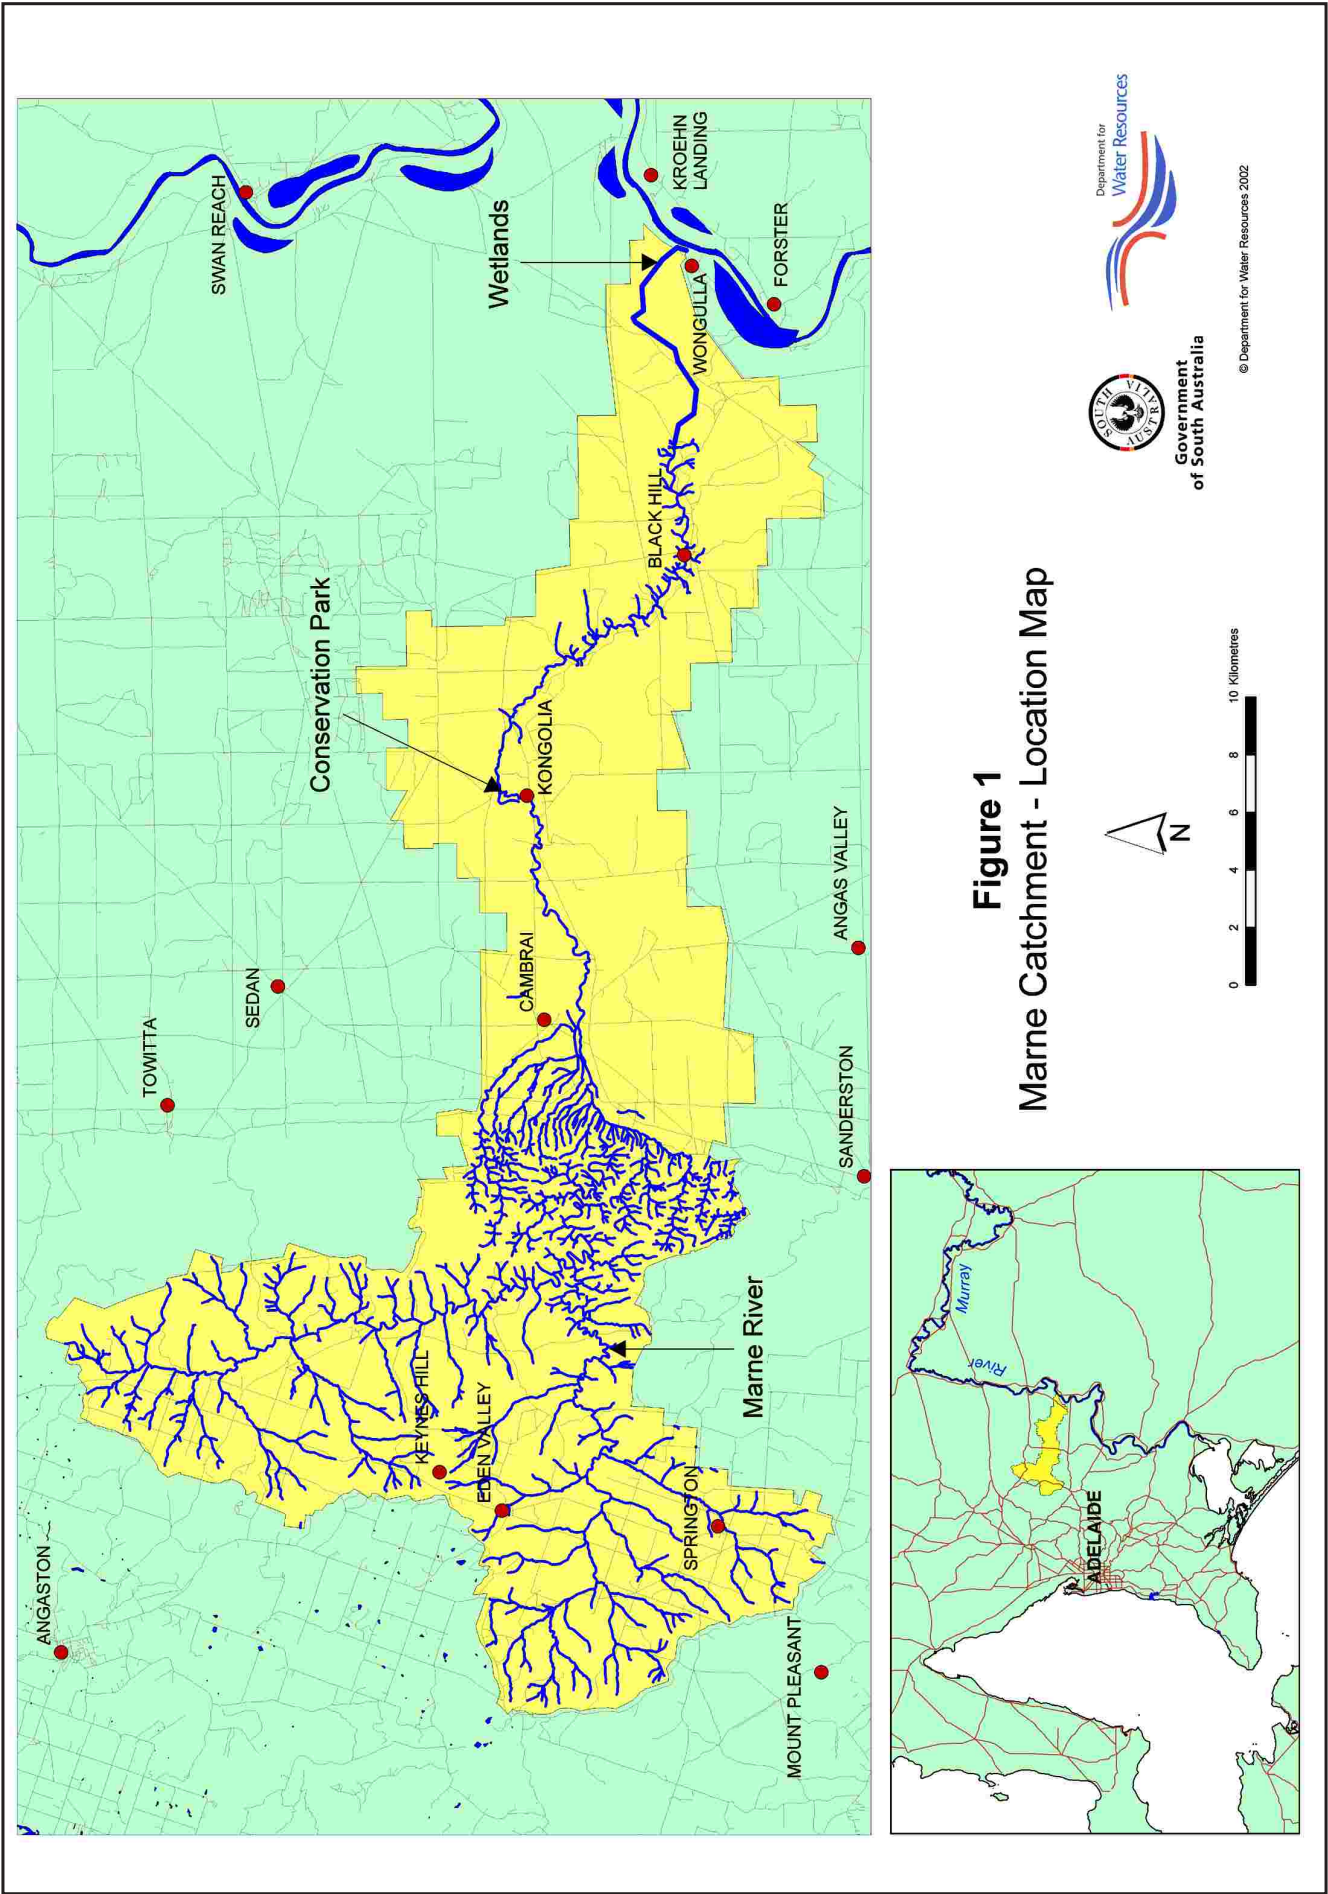 ANGASTON
TOWITTA
SEDAN
SWAN REACH
Conservation Park
Wetlands
KEYNES HILL
EDEN VALLEY
CAMBRAI
KONGOLIA
BLACK HILL
KROEHN
LANDING
WONGULLA
FORSTER
SPRINGTON
Marne River
MOUNT PLEASANT
SANDERSTON
ANGAS VALLEY
River
Murray
ADELAIDE
Figure 1
Marne Catchment - Location Map
N
0 2 4 6 8 10 Kilometres
SOUTH
AUSTRALIA
Government
of South Australia
Department for
Water Resources
© Department for Water Resources 2002